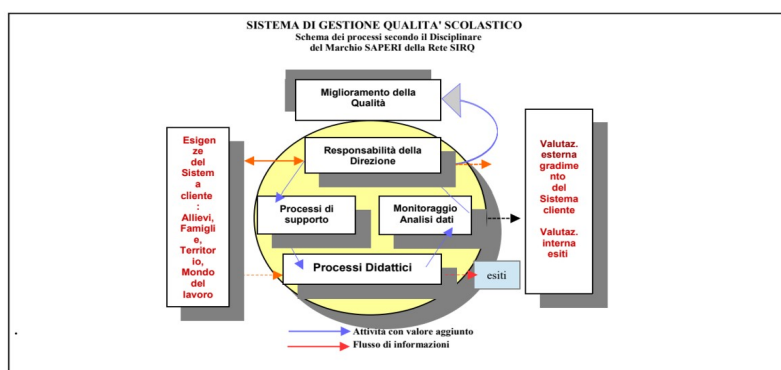 SISTEMA DI GESTIONE QUALITA' SCOLASTICO
Schema dei processi secondo il Disciplinare
del Marchio SAPERI della Rete SIRQ
Miglioramento della
Qualità
Esigen
ze
del
Sistem
a
cliente
:
Allievi,
Famigli
e,
Territor
io,
Mondo
del
lavoro
Responsabilità della
Direzione
Processi di
supporto
Monitoraggio
Analisi dati
Processi Didattici
esiti
Valutaz.
esterna
gradime
nto
del
Sistema
cliente
Valutaz.
interna
esiti
Attività con valore aggiunto
Flusso di informazioni
.